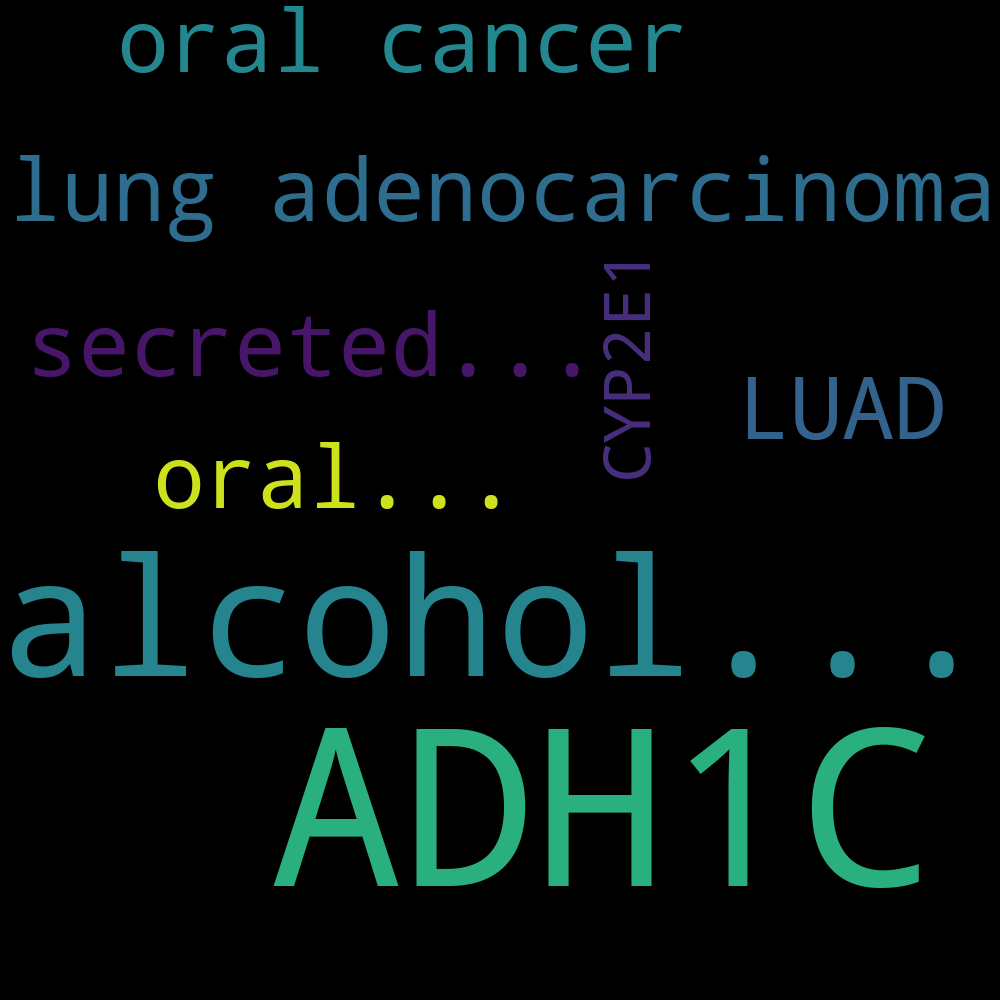 oral cancer
lung adenocarcinoma
secreted...
CYP2E1
LUAD
oral...
alcohol...
ADH1C